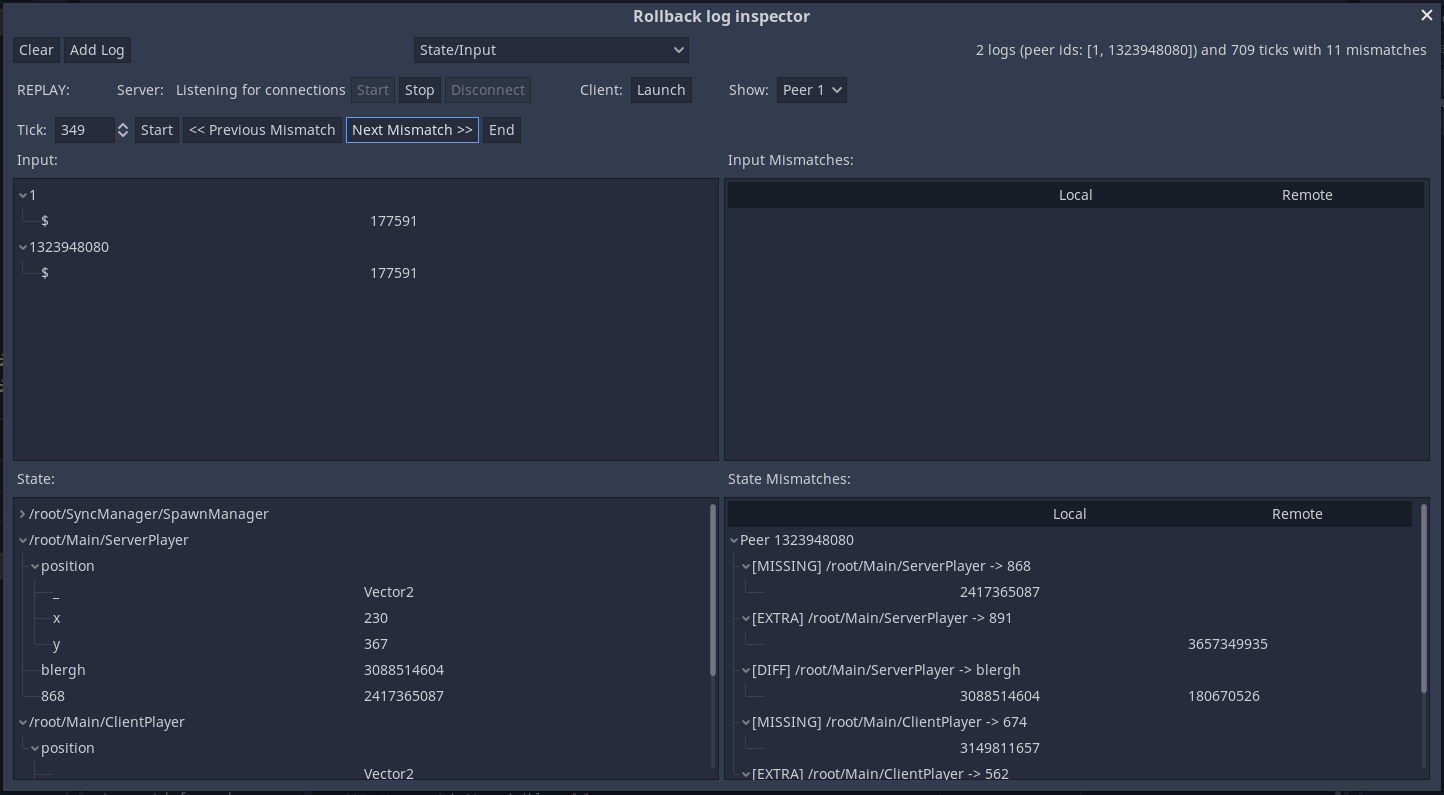 Rollback log inspector
Clear Add Log State/Input 2 logs (peer ids: [1, 1323948080]) and 709 ticks with 11 mismatches
REPLAY: Server: Listening for connections Start Stop Disconnect Client: Launch Show: Peer 1
Tick: 349 Start << Previous Mismatch Next Mismatch >> End
Input:
1
$ 177591
1323948080
$ 177591
Input Mismatches:
Local Remote
State:
/root/SyncManager/SpawnManager
/root/Main/ServerPlayer
position
_ Vector2
x 230
y 367
blergh 3088514604
868 2417365087
/root/Main/ClientPlayer
position
Vector2
State Mismatches:
Local Remote
Peer 1323948080
[MISSING] /root/Main/ServerPlayer -> 868
2417365087
[EXTRA] /root/Main/ServerPlayer -> 891
3657349935
[DIFF] /root/Main/ServerPlayer -> blergh
3088514604 180670526
[MISSING] /root/Main/ClientPlayer -> 674
3149811657
[EXTRA] /root/Main/ClientPlayer -> 562